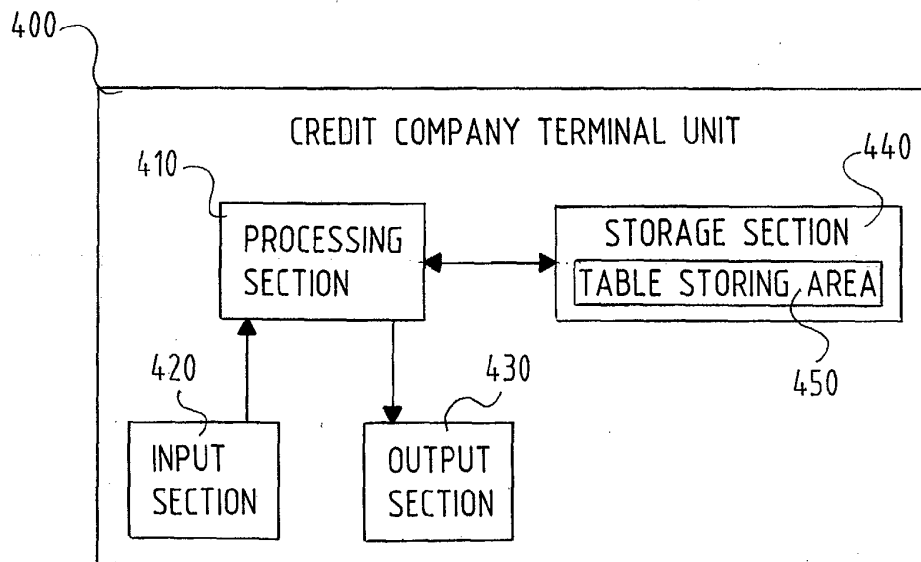 400
CREDIT COMPANY TERMINAL UNIT
410
440
PROCESSING
SECTION
STORAGE SECTION
TABLE STORING AREA
420
430
450
INPUT
SECTION
OUTPUT
SECTION